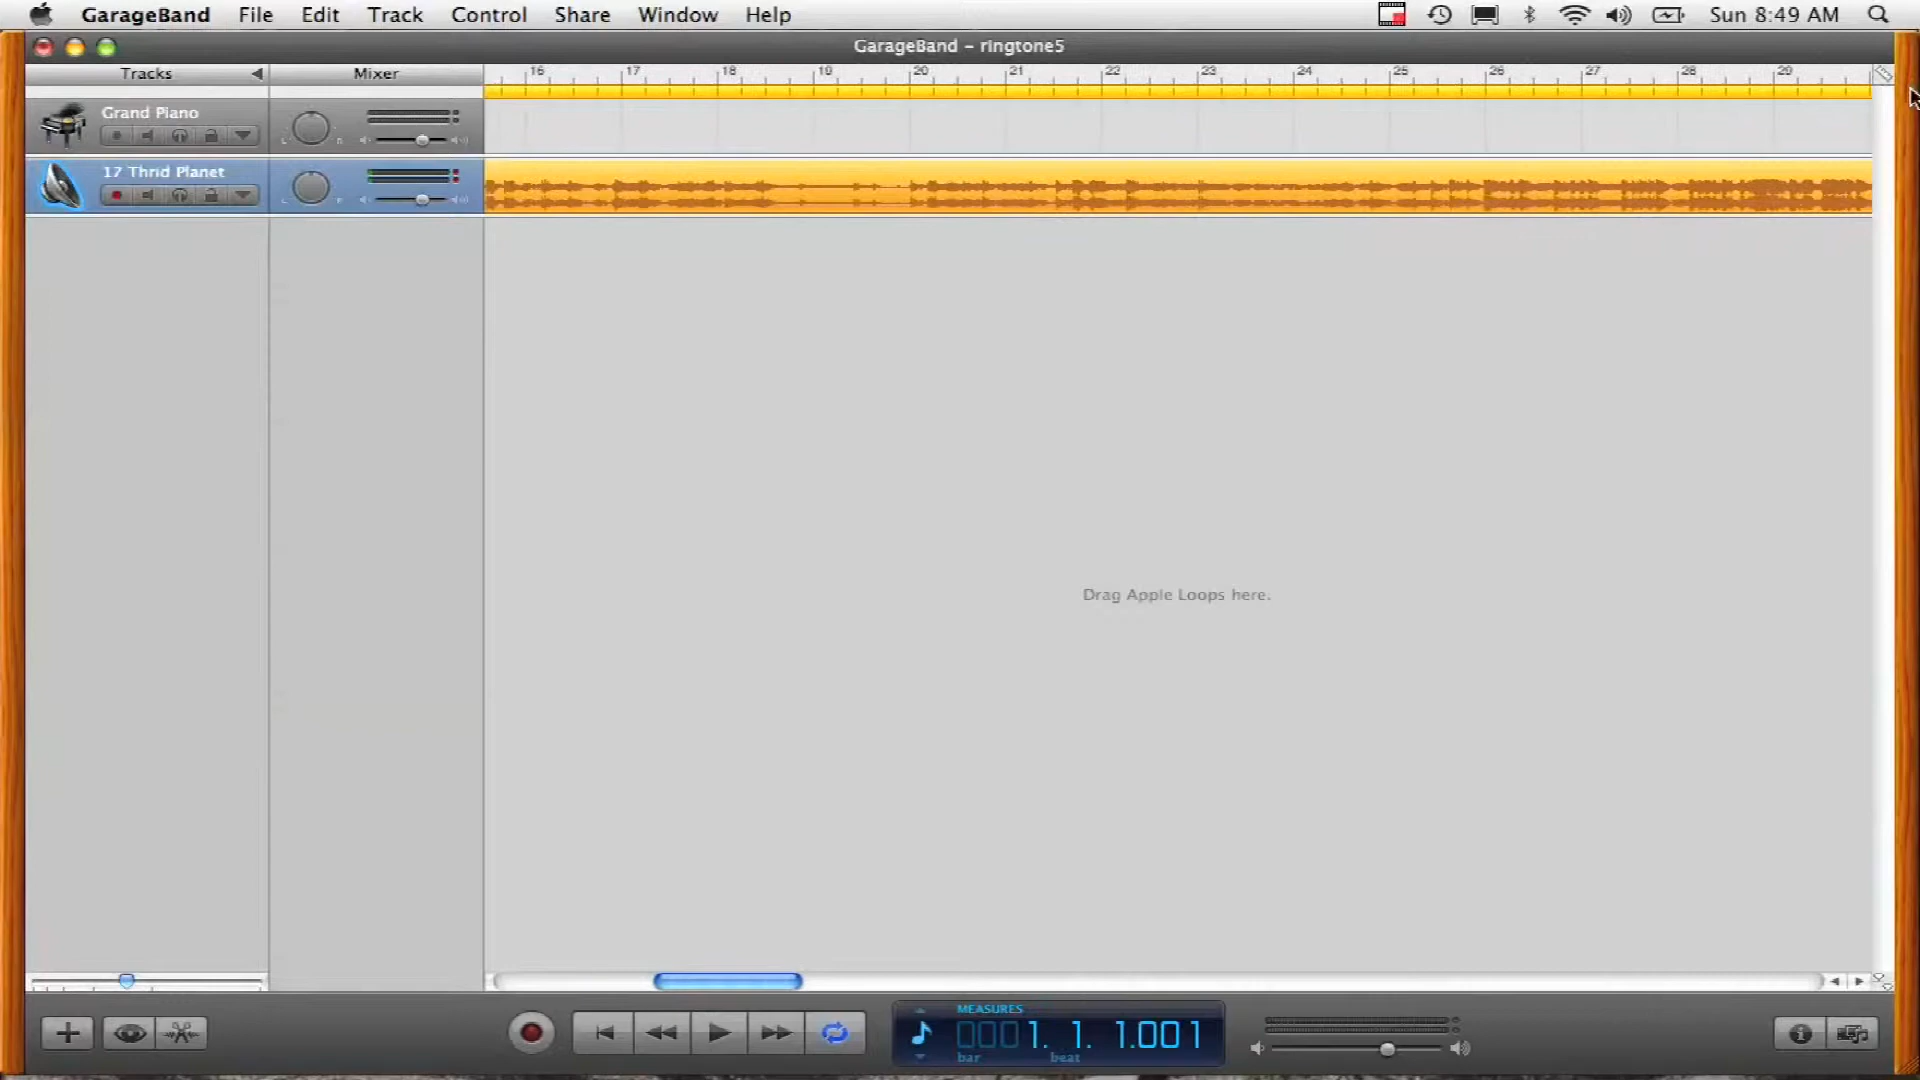 GarageBand File Edit Track Control Share Window Help Sun 8:49 AM
GarageBand – ringtone5
Tracks Mixer 16 17 18 19 20 21 22 23 24 25 26 27 28 29
Grand Piano
L R
17 Thrid Planet
L R
Drag Apple Loops here.
MEASURES
0001. 1. 1.001
bar beat